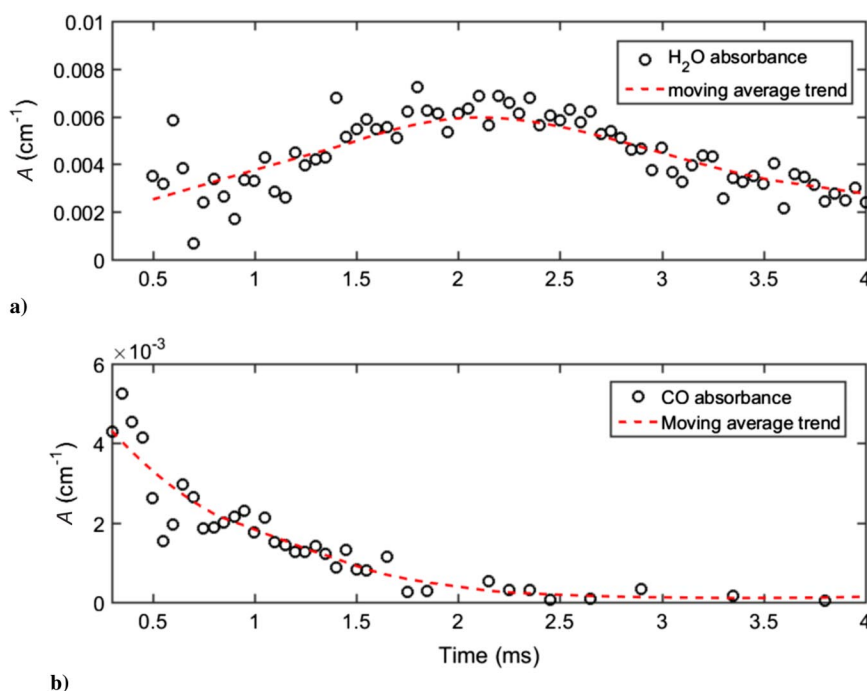 0.01
0.008
0.006
0.004
0.002
0
A (cm⁻¹)
H₂O absorbance
moving average trend
0.5 1 1.5 2 2.5 3 3.5 4
a)
×10⁻³
6
4
2
0
A (cm⁻¹)
CO absorbance
Moving average trend
0.5 1 1.5 2 2.5 3 3.5 4
Time (ms)
b)